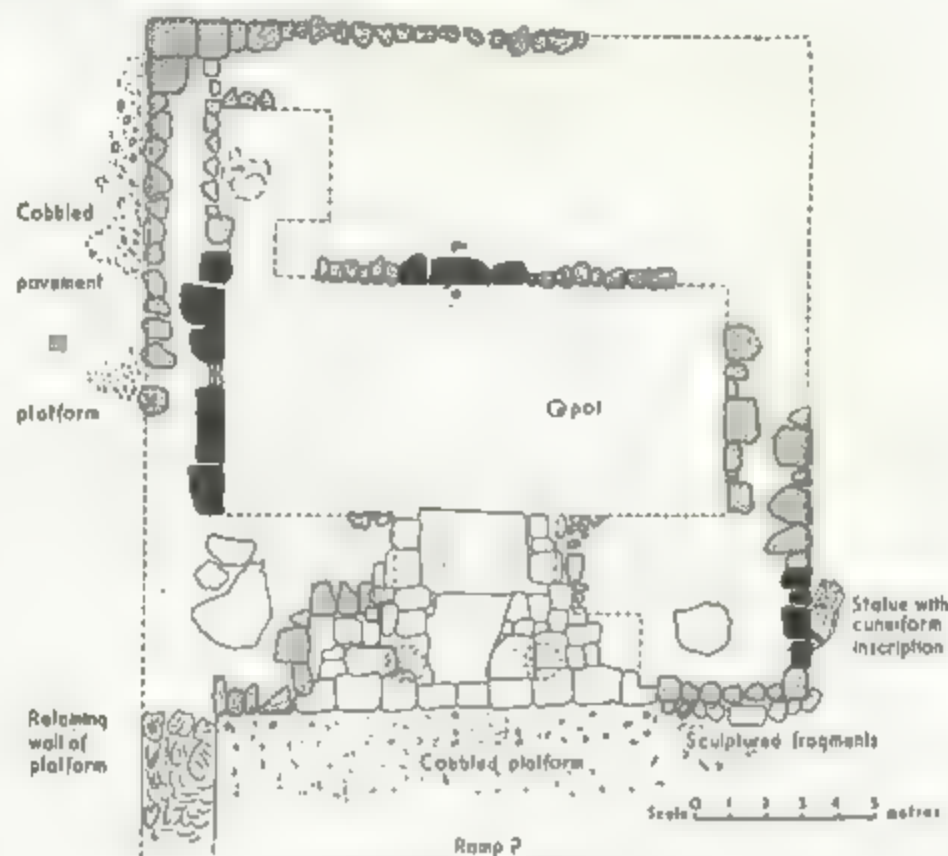 Cobbled
pavement
platform
pot
Statue with
cuneiform
inscription
Retaining
wall of
platform
Sculptured fragments
Cobbled platform
Scale 0 1 2 3 4 5 metres
Ramp ?